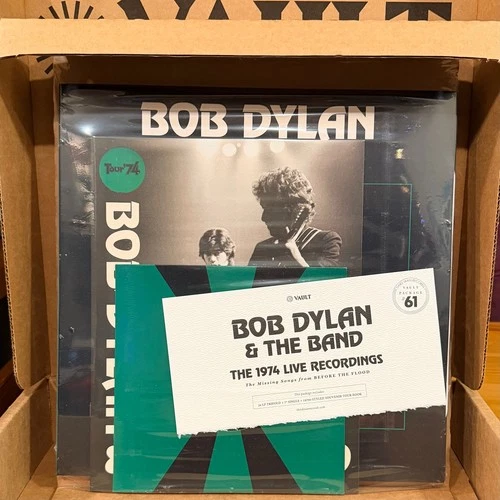 VAULT
BOB DYLAN
Tour '74
BOB DYLAN
VAULT
VAULT
PACKAGE
61
BOB DYLAN
& THE BAND
THE 1974 LIVE RECORDINGS
The Missing Songs from BEFORE THE FLOOD